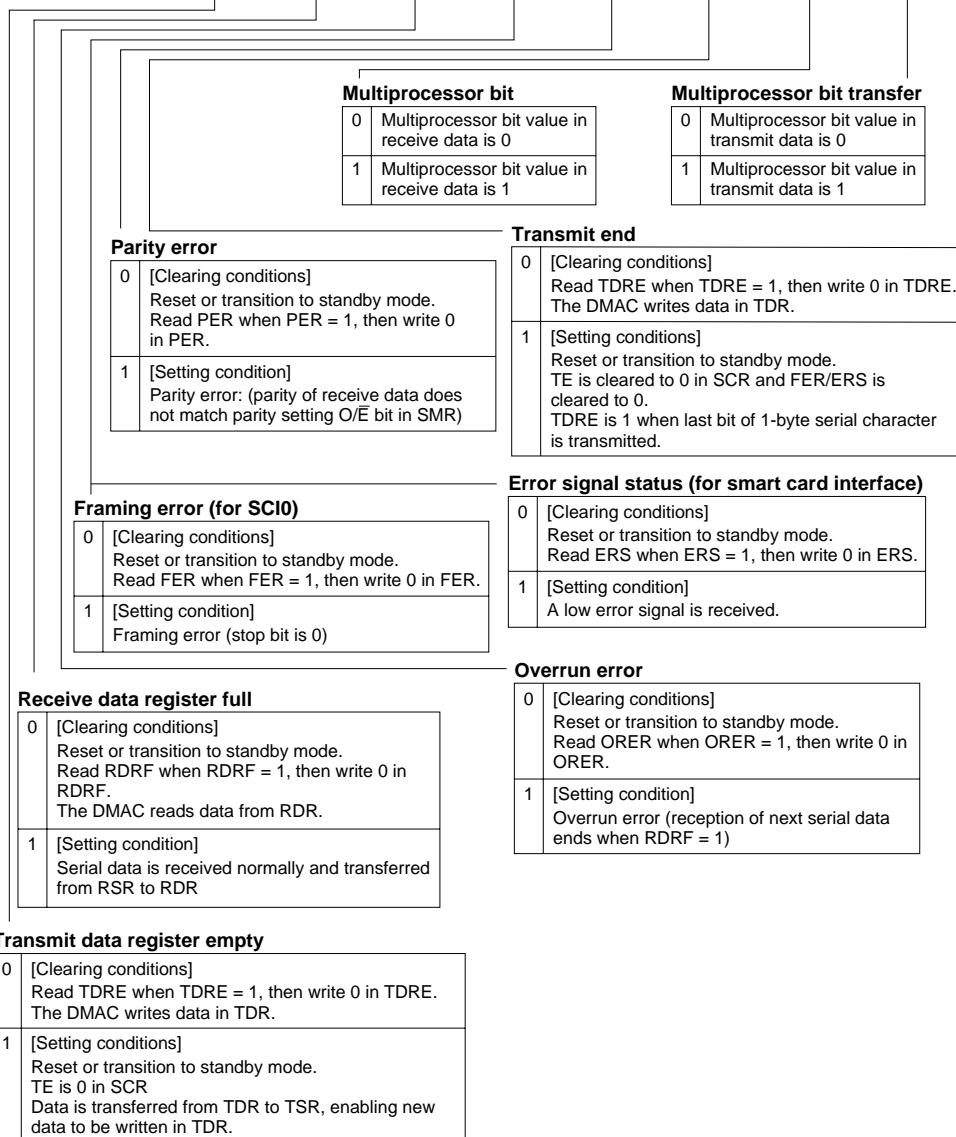 Multiprocessor bit
0 Multiprocessor bit value in
receive data is 0
1 Multiprocessor bit value in
receive data is 1
Multiprocessor bit transfer
0 Multiprocessor bit value in
transmit data is 0
1 Multiprocessor bit value in
transmit data is 1
Parity error
0 [Clearing conditions]
Reset or transition to standby mode.
Read PER when PER = 1, then write 0
in PER.
1 [Setting condition]
Parity error: (parity of receive data does
not match parity setting O/E̅ bit in SMR)
Transmit end
0 [Clearing conditions]
Read TDRE when TDRE = 1, then write 0 in TDRE.
The DMAC writes data in TDR.
1 [Setting conditions]
Reset or transition to standby mode.
TE is cleared to 0 in SCR and FER/ERS is
cleared to 0.
TDRE is 1 when last bit of 1-byte serial character
is transmitted.
Framing error (for SCI0)
0 [Clearing conditions]
Reset or transition to standby mode.
Read FER when FER = 1, then write 0 in FER.
1 [Setting condition]
Framing error (stop bit is 0)
Error signal status (for smart card interface)
0 [Clearing conditions]
Reset or transition to standby mode.
Read ERS when ERS = 1, then write 0 in ERS.
1 [Setting condition]
A low error signal is received.
Receive data register full
0 [Clearing conditions]
Reset or transition to standby mode.
Read RDRF when RDRF = 1, then write 0 in
RDRF.
The DMAC reads data from RDR.
1 [Setting condition]
Serial data is received normally and transferred
from RSR to RDR
Overrun error
0 [Clearing conditions]
Reset or transition to standby mode.
Read ORER when ORER = 1, then write 0 in
ORER.
1 [Setting condition]
Overrun error (reception of next serial data
ends when RDRF = 1)
Transmit data register empty
0 [Clearing conditions]
Read TDRE when TDRE = 1, then write 0 in TDRE.
The DMAC writes data in TDR.
1 [Setting conditions]
Reset or transition to standby mode.
TE is 0 in SCR
Data is transferred from TDR to TSR, enabling new
data to be written in TDR.